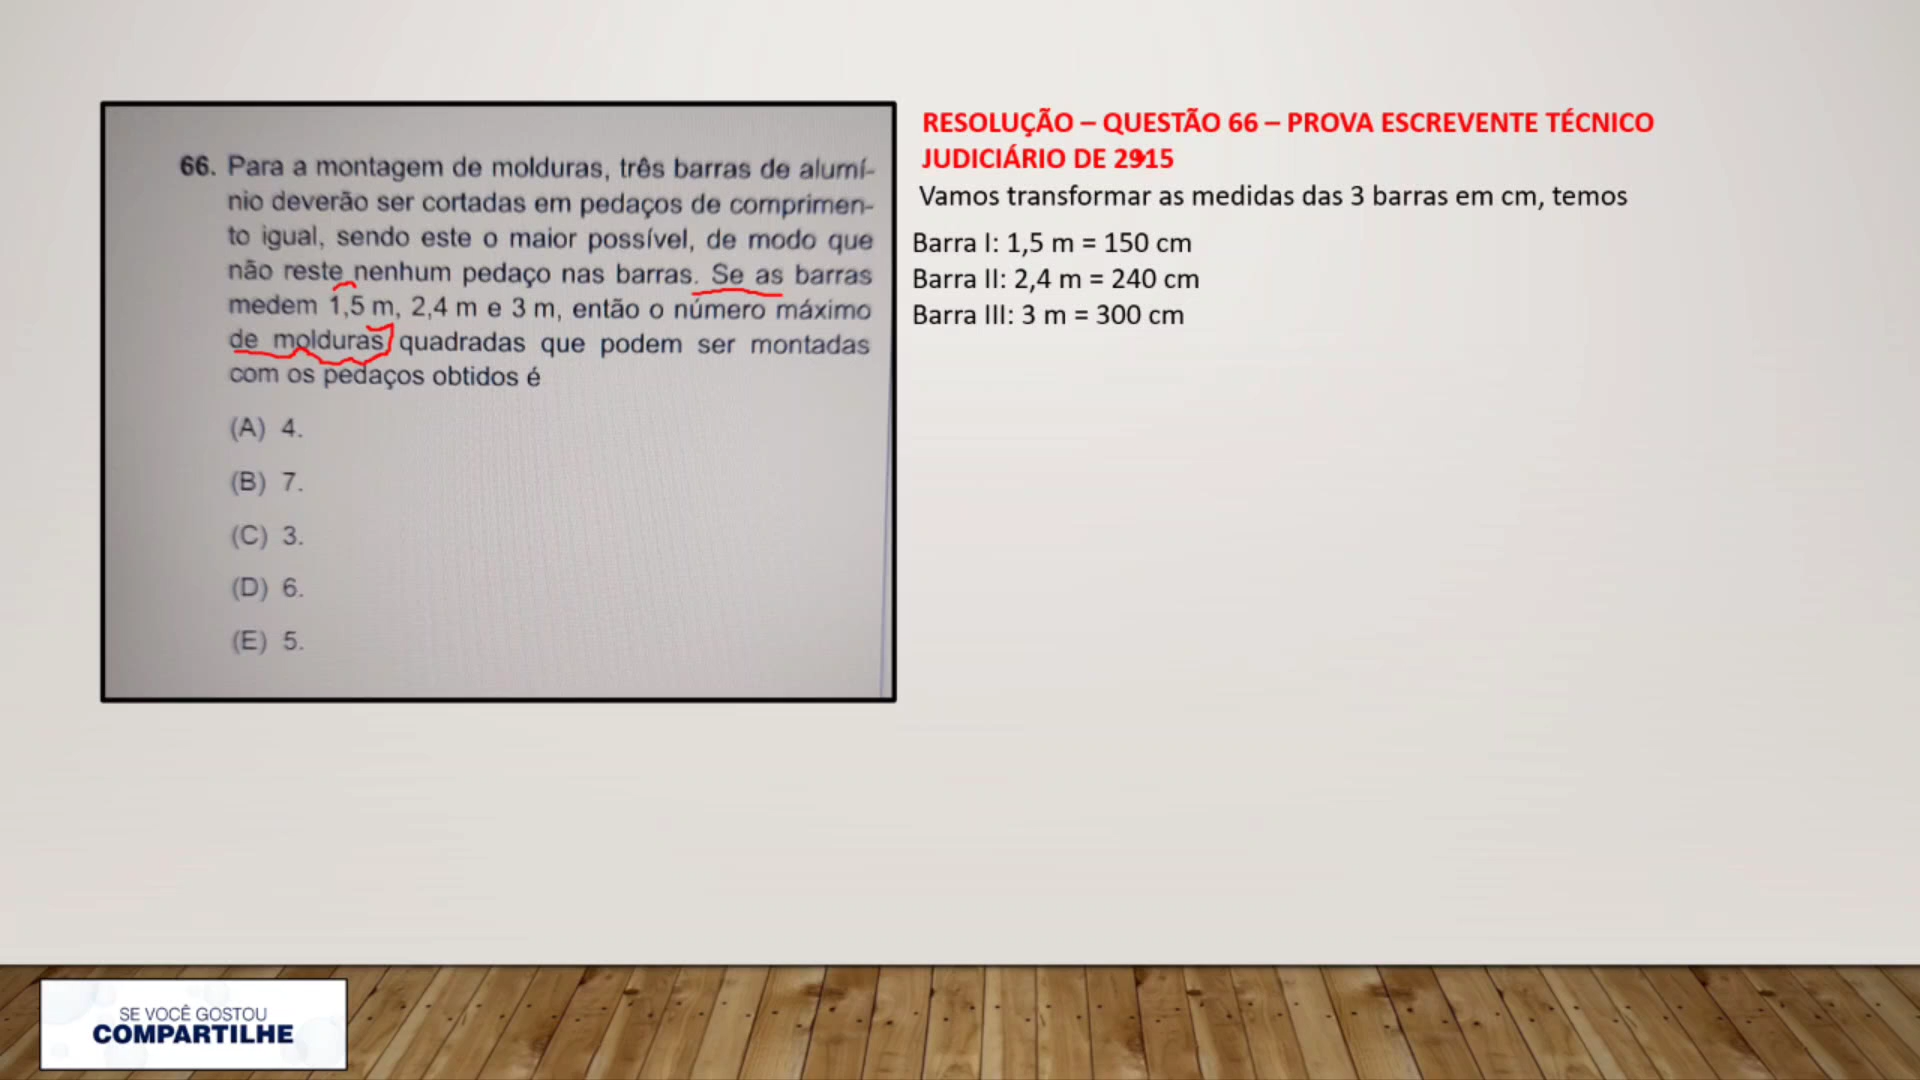 66. Para a montagem de molduras, três barras de alumí-
nio deverão ser cortadas em pedaços de comprimen-
to igual, sendo este o maior possível, de modo que
não reste nenhum pedaço nas barras. Se as barras
medem 1,5 m, 2,4 m e 3 m, então o número máximo
de molduras quadradas que podem ser montadas
com os pedaços obtidos é
(A) 4.
(B) 7.
(C) 3.
(D) 6.
(E) 5.
RESOLUÇÃO – QUESTÃO 66 – PROVA ESCREVENTE TÉCNICO
JUDICIÁRIO DE 2915
Vamos transformar as medidas das 3 barras em cm, temos
Barra I: 1,5 m = 150 cm
Barra II: 2,4 m = 240 cm
Barra III: 3 m = 300 cm
SE VOCÊ GOSTOU
COMPARTILHE